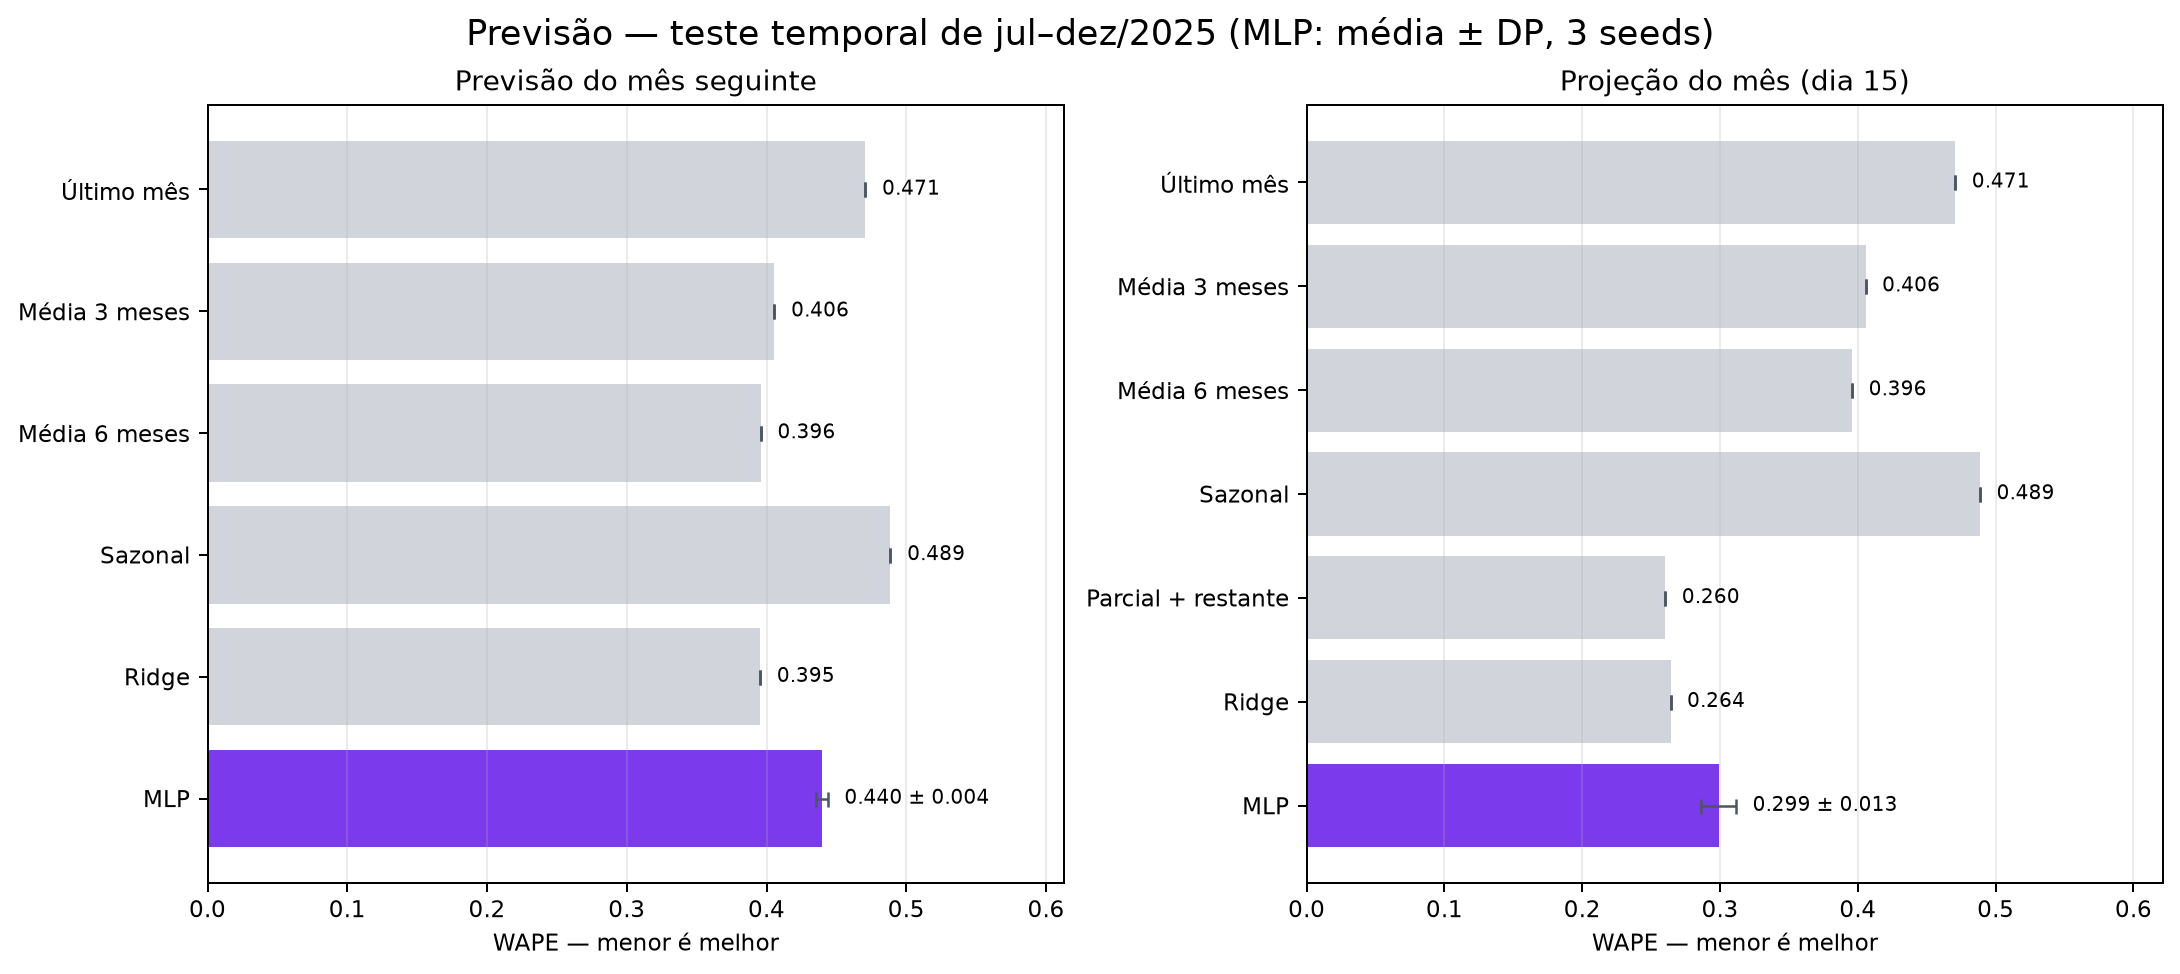 Previsão — teste temporal de jul–dez/2025 (MLP: média ± DP, 3 seeds)
Previsão do mês seguinte
Último mês
0.471
Média 3 meses
0.406
Média 6 meses
0.396
Sazonal
0.489
Ridge
0.395
MLP
0.440 ± 0.004
0.0 0.1 0.2 0.3 0.4 0.5 0.6
WAPE — menor é melhor
Projeção do mês (dia 15)
Último mês
0.471
Média 3 meses
0.406
Média 6 meses
0.396
Sazonal
0.489
Parcial + restante
0.260
Ridge
0.264
MLP
0.299 ± 0.013
0.0 0.1 0.2 0.3 0.4 0.5 0.6
WAPE — menor é melhor